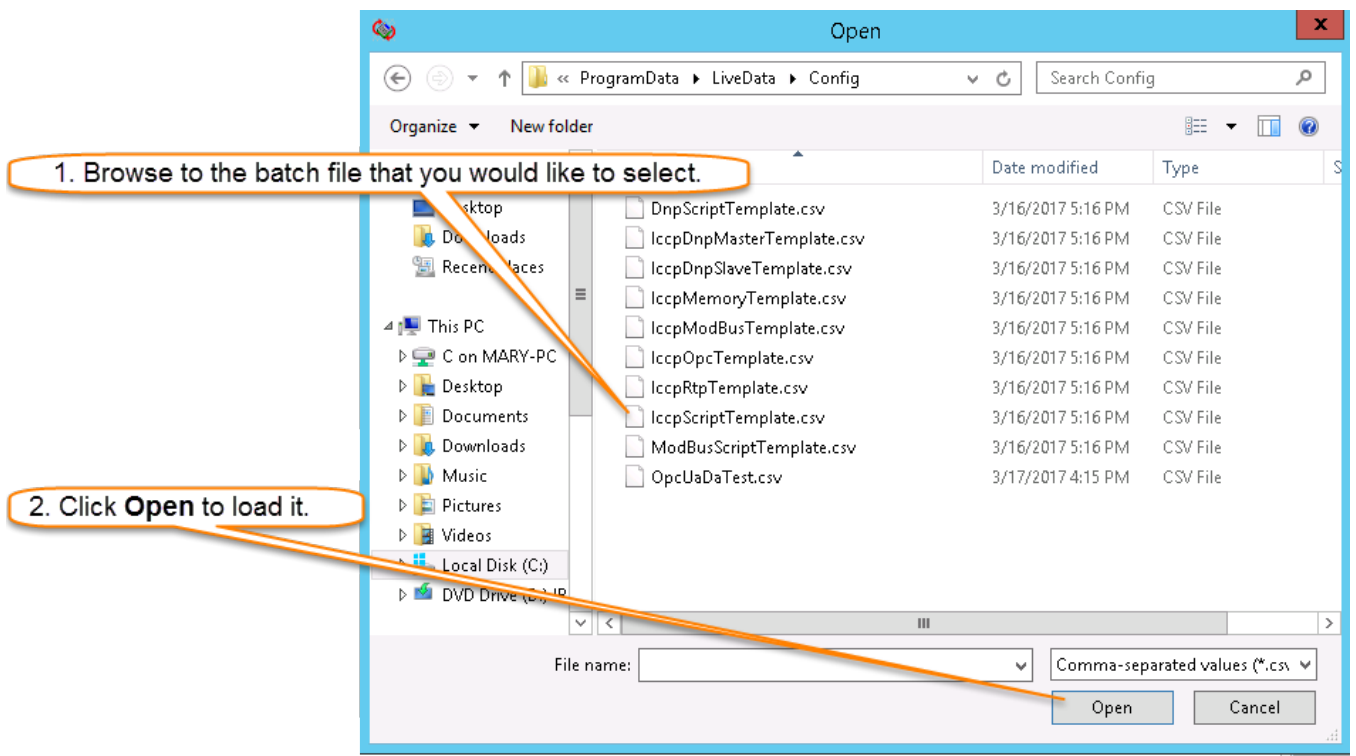 Open
x
« ProgramData LiveData Config
Search Config
Organize New folder
1. Browse to the batch file that you would like to select.
Date modified Type
Downloads
DnpScriptTemplate.csv 3/16/2017 5:16 PM CSV File
IccpDnpMasterTemplate.csv 3/16/2017 5:16 PM CSV File
IccpDnpSlaveTemplate.csv 3/16/2017 5:16 PM CSV File
IccpMemoryTemplate.csv 3/16/2017 5:16 PM CSV File
This PC IccpModBusTemplate.csv 3/16/2017 5:16 PM CSV File
C on MARY-PC IccpOpcTemplate.csv 3/16/2017 5:16 PM CSV File
Desktop IccpRtpTemplate.csv 3/16/2017 5:16 PM CSV File
Documents IccpScriptTemplate.csv 3/16/2017 5:16 PM CSV File
Downloads ModBusScriptTemplate.csv 3/16/2017 5:16 PM CSV File
Music OpcUaDaTest.csv 3/17/2017 4:15 PM CSV File
2. Click Open to load it.
Pictures
Videos
Local Disk (C:)
DVD Drive
File name: Comma-separated values (*.csv
Open Cancel